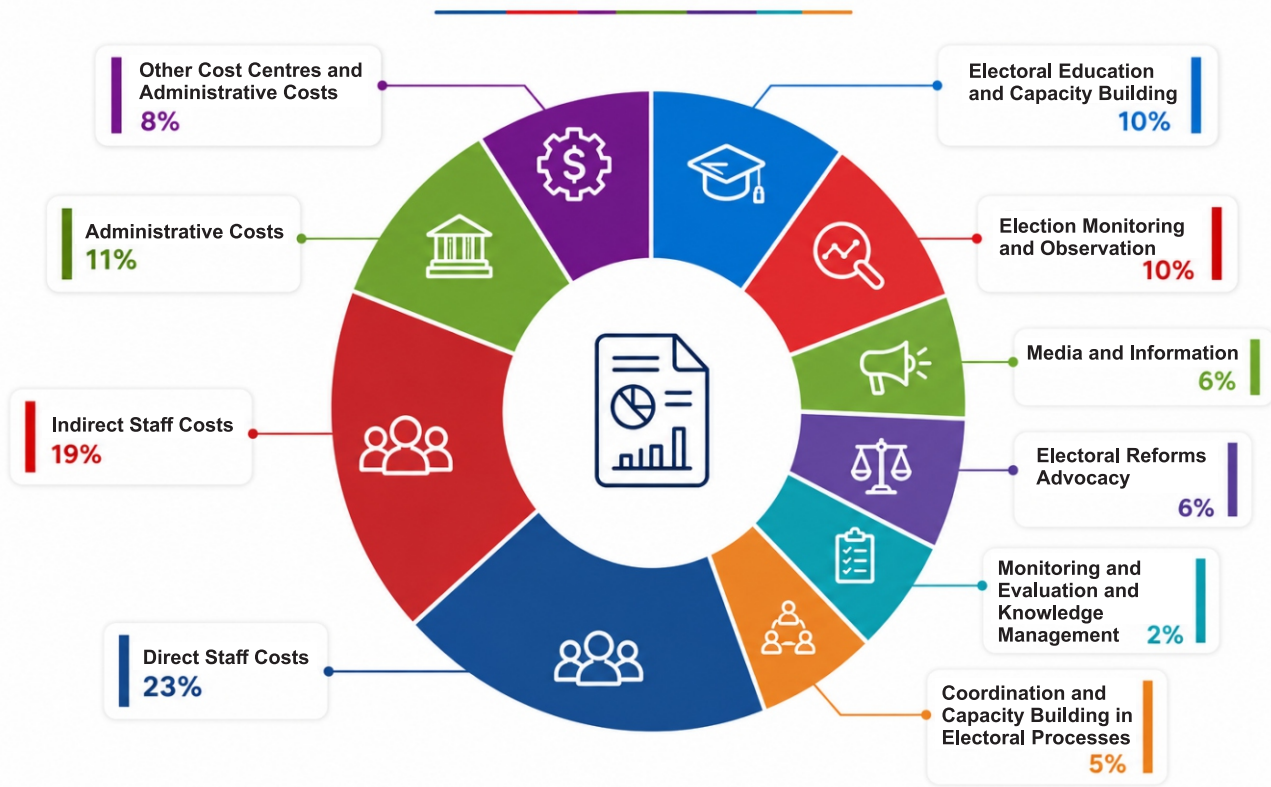 Other Cost Centres and
Administrative Costs
8%
Electoral Education
and Capacity Building
10%
Administrative Costs
11%
Election Monitoring
and Observation
10%
Media and Information
6%
Indirect Staff Costs
19%
Electoral Reforms
Advocacy
6%
Monitoring and
Evaluation and
Knowledge
Management 2%
Direct Staff Costs
23%
Coordination and
Capacity Building in
Electoral Processes
5%
$